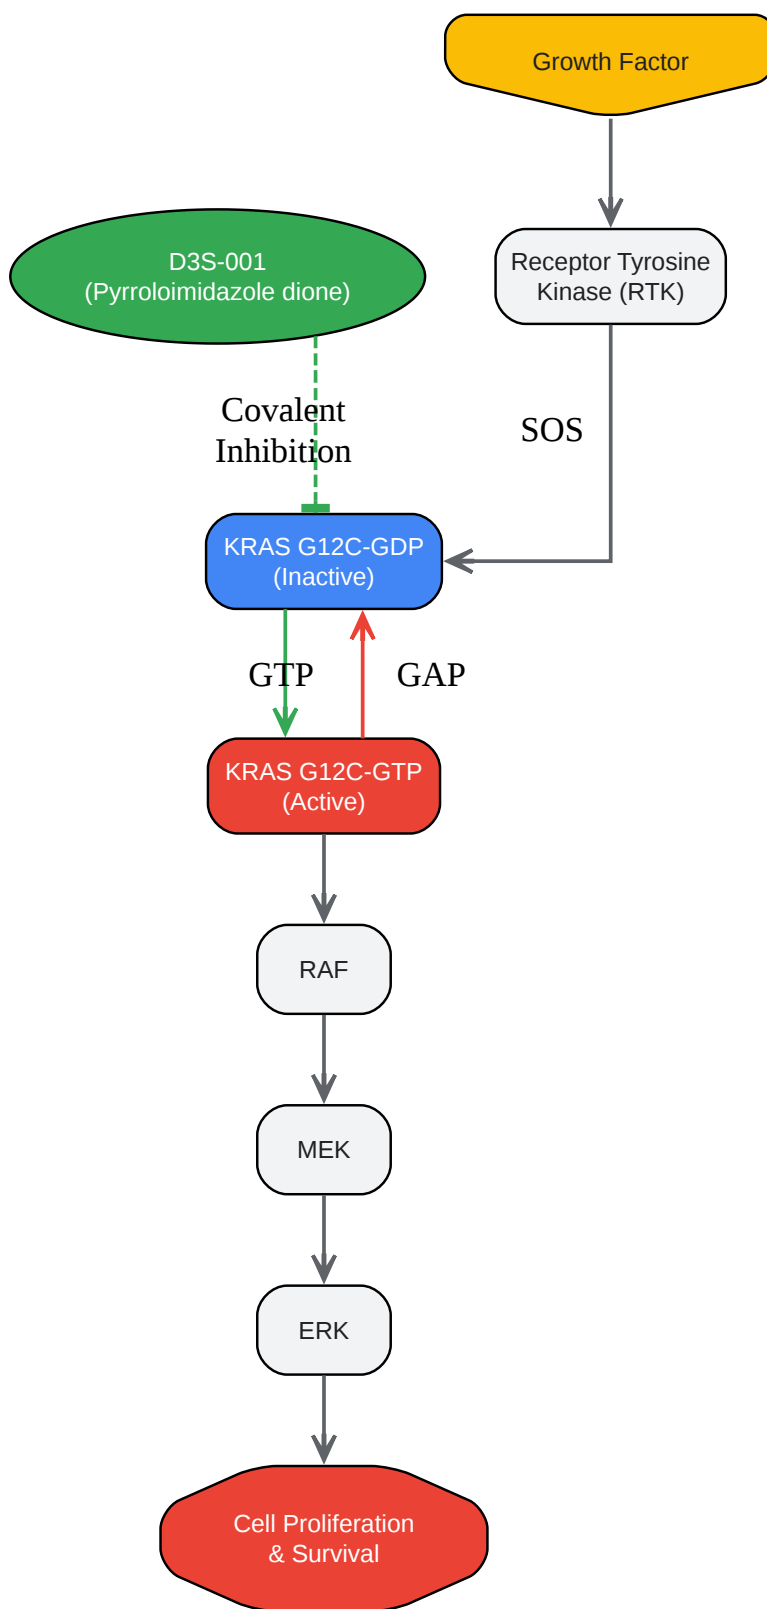 Growth Factor
D3S-001
(Pyrroloimidazole dione)
Receptor Tyrosine
Kinase (RTK)
Covalent
Inhibition
SOS
KRAS G12C-GDP
(Inactive)
GTP
GAP
KRAS G12C-GTP
(Active)
RAF
MEK
ERK
Cell Proliferation
& Survival